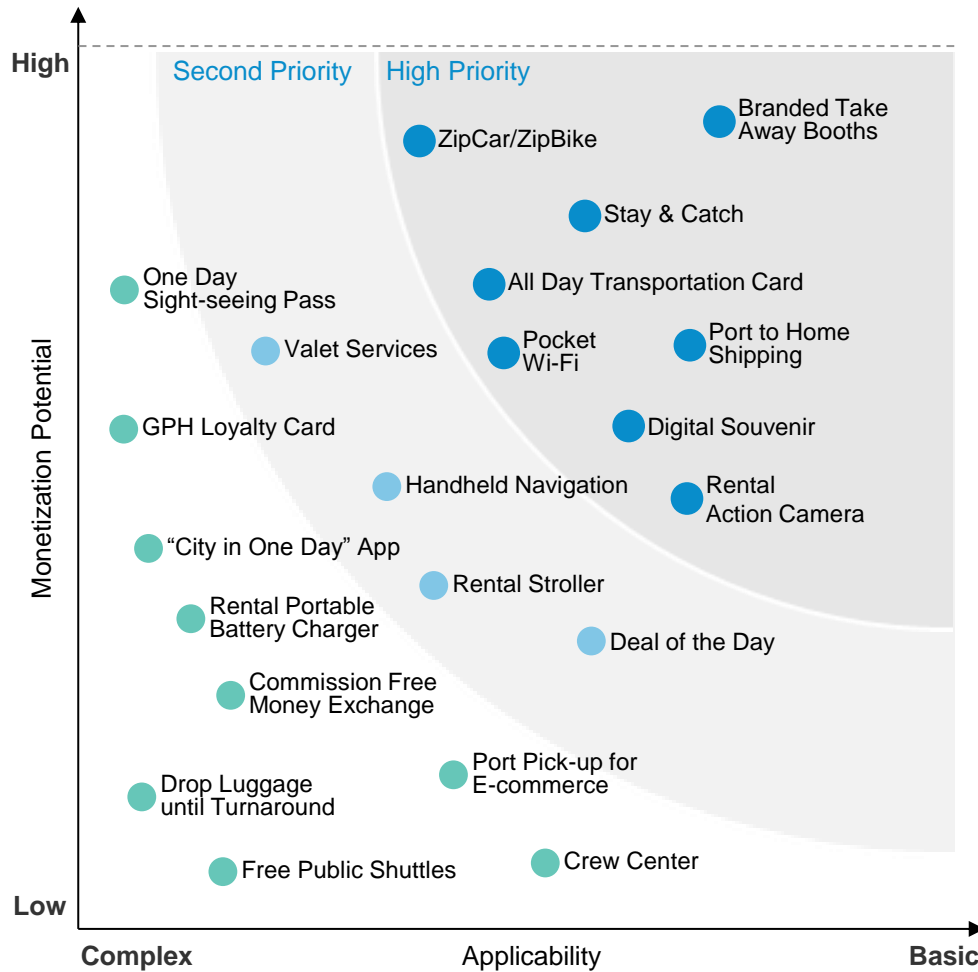 High
Second Priority
High Priority
Branded Take
Away Booths
ZipCar/ZipBike
Stay & Catch
One Day
Sight-seeing Pass
All Day Transportation Card
Valet Services
Pocket
Wi-Fi
Port to Home
Shipping
GPH Loyalty Card
Digital Souvenir
Handheld Navigation
Rental
Action Camera
Monetization Potential
“City in One Day” App
Rental Stroller
Rental Portable
Battery Charger
Deal of the Day
Commission Free
Money Exchange
Port Pick-up for
E-commerce
Drop Luggage
until Turnaround
Free Public Shuttles
Crew Center
Low
Complex
Applicability
Basic